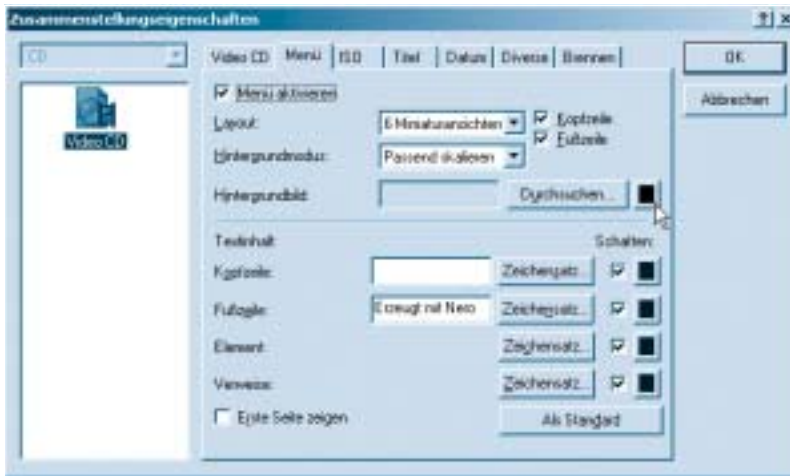 Zusammenstellungseigenschaften
CD
Video CD
Video CD Menü ISO Titel Datum Diverse Brennen
OK
Abbrechen
Menü aktivieren
Layout: 6 Miniaturansichten Kopfzeile
Fußzeile
Hintergrundmodus: Passend skalieren
Hintergrundbild: Durchsuchen...
Textinhalt Schatten:
Kopfzeile: Zeichensatz...
Fußzeile: Erzeugt mit Nero Zeichensatz...
Element: Zeichensatz...
Verweise: Zeichensatz...
Erste Seite zeigen Als Standard